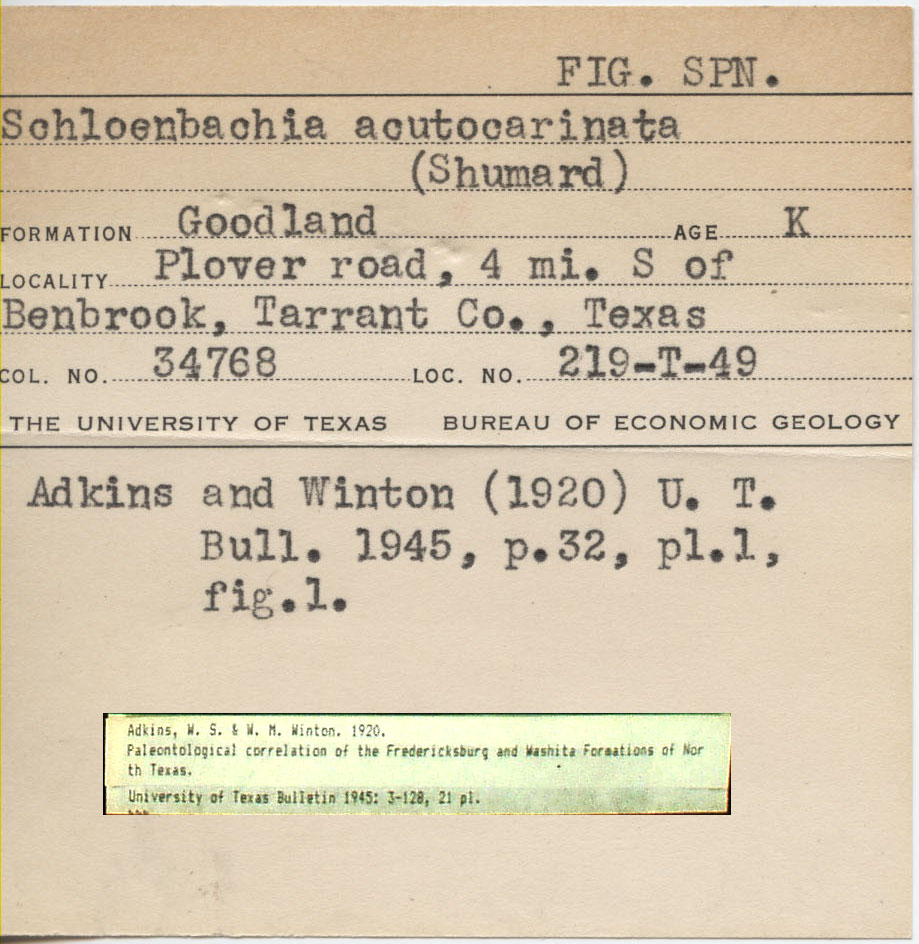 FIG. SPN.
Schloenbachia acutocarinata
(Shumard)
FORMATION Goodland AGE K
LOCALITY Plover road, 4 mi. S of
Benbrook, Tarrant Co., Texas
COL. NO. 34768 LOC. NO. 219-T-49
THE UNIVERSITY OF TEXAS BUREAU OF ECONOMIC GEOLOGY
Adkins and Winton (1920) U. T.
Bull. 1945, p.32, pl.1,
fig.1.
Adkins, W. S. & W. M. Winton. 1920.
Paleontological correlation of the Fredericksburg and Washita Formations of Nor
th Texas.
University of Texas Bulletin 1945: 3-128, 21 pl.